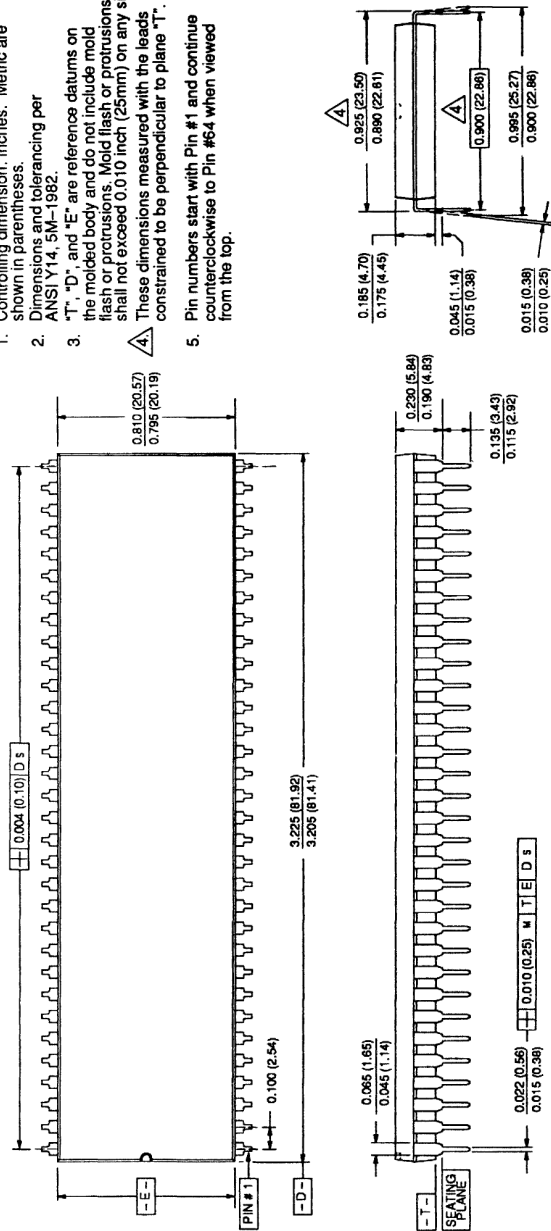 1. Controlling dimension: Inches. Metric are
shown in parentheses.
2. Dimensions and tolerancing per
ANSI Y14, 5M–1982.
3. "T", "D", and "E" are reference datums on
the molded body and do not include mold
flash or protrusions. Mold flash or protrusions
shall not exceed 0.010 inch (25mm) on any
4. These dimensions measured with the leads
constrained to be perpendicular to plane "T".
5. Pin numbers start with Pin #1 and continue
counterclockwise to Pin #64 when viewed
from the top.
0.004 (0.10) D S
0.810 (20.57)
0.795 (20.19)
- E -
PIN # 1
0.100 (2.54)
3.225 (81.92)
3.205 (81.41)
- D -
4
0.925 (23.50)
0.890 (22.61)
4
0.900 (22.86)
0.995 (25.27)
0.900 (22.86)
0.185 (4.70)
0.175 (4.45)
0.045 (1.14)
0.015 (0.38)
0.015 (0.38)
0.010 (0.25)
0.230 (5.84)
0.190 (4.83)
0.135 (3.43)
0.115 (2.92)
0.065 (1.65)
0.045 (1.14)
- T -
SEATING
PLANE
0.022 (0.56)
0.015 (0.38)
0.010 (0.25) M T E D S